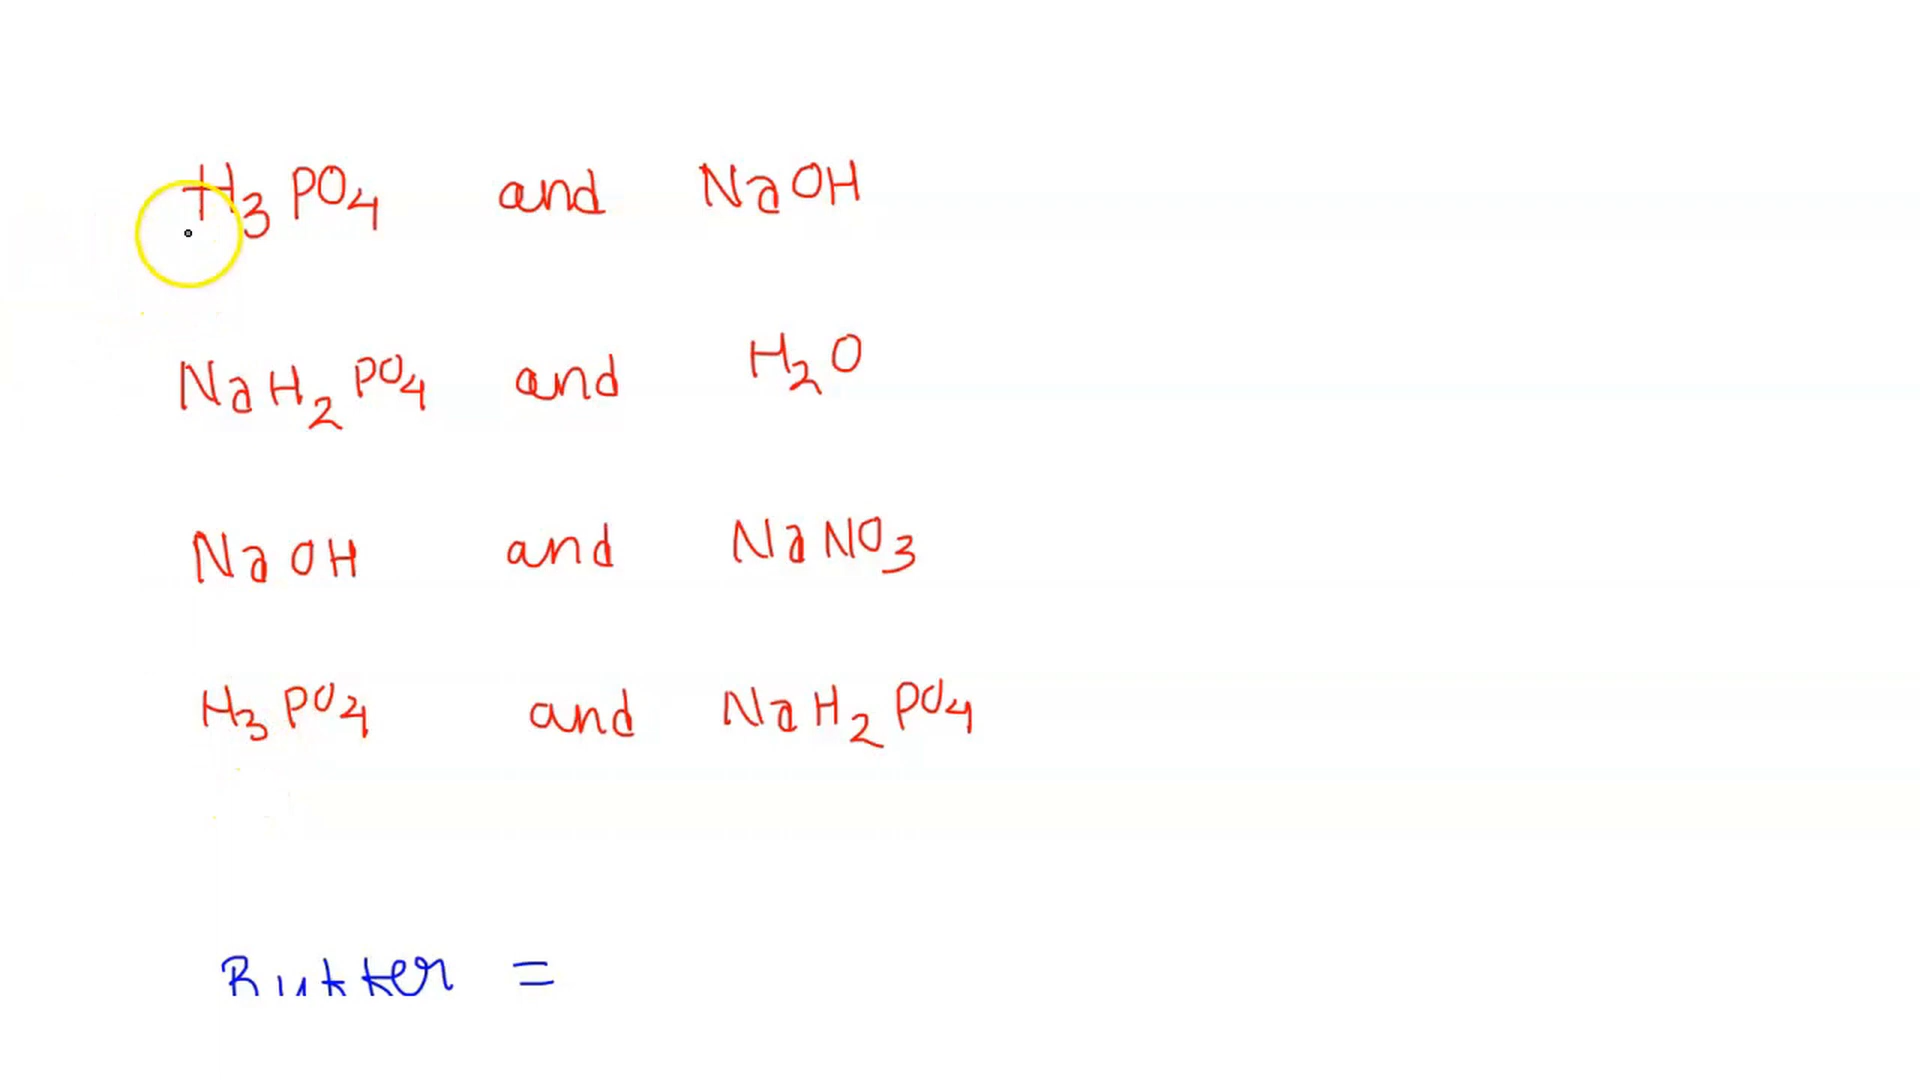 H₃PO₄ and NaOH
NaH₂PO₄ and H₂O
NaOH and NaNO₃
H₃PO₄ and NaH₂PO₄
Buffer =